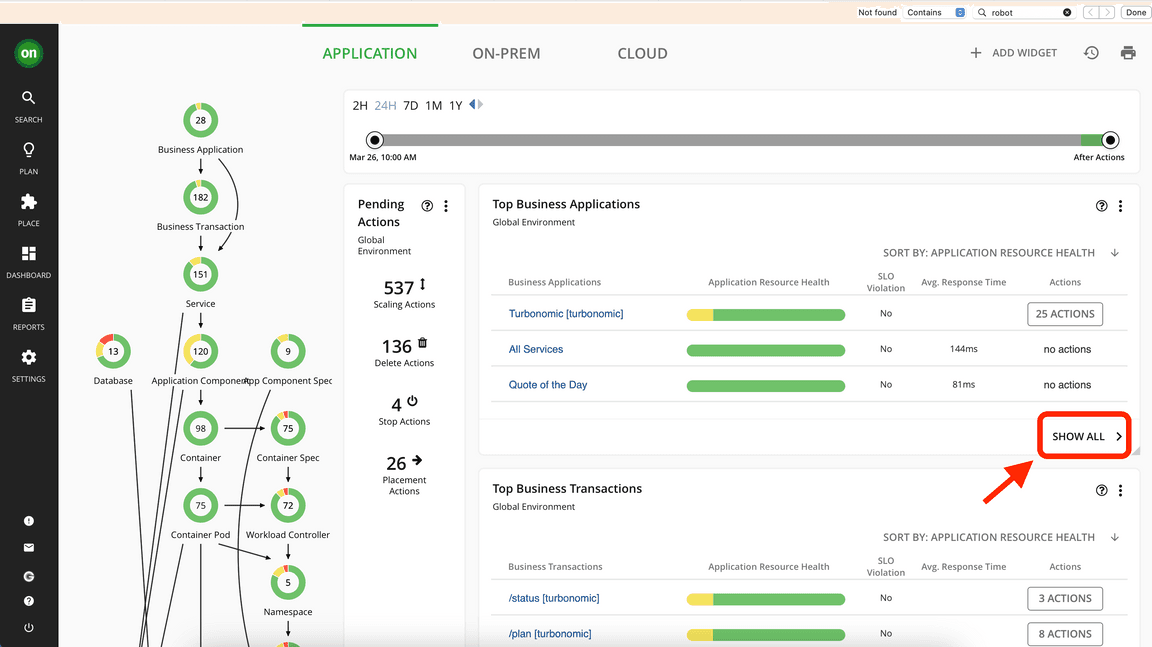 Not found Contains robot Done
on
SEARCH
PLAN
PLACE
DASHBOARD
REPORTS
SETTINGS
APPLICATION ON-PREM CLOUD ADD WIDGET
28
Business Application
182
Business Transaction
151
Service
13 120 9
Database Application Component App Component Spec
98 75
Container Container Spec
75 72
Container Pod Workload Controller
5
Namespace
2H 24H 7D 1M 1Y
Mar 26, 10:00 AM After Actions
Pending
Actions
Global
Environment
537
Scaling Actions
136
Delete Actions
4
Stop Actions
26
Placement
Actions
Top Business Applications
Global Environment
SORT BY: APPLICATION RESOURCE HEALTH
Business Applications Application Resource Health SLO Violation Avg. Response Time Actions
Turbonomic [turbonomic] No 25 ACTIONS
All Services No 144ms no actions
Quote of the Day No 81ms no actions
SHOW ALL
Top Business Transactions
Global Environment
SORT BY: APPLICATION RESOURCE HEALTH
Business Transactions Application Resource Health SLO Violation Avg. Response Time Actions
/status [turbonomic] No 3 ACTIONS
/plan [turbonomic] No 8 ACTIONS